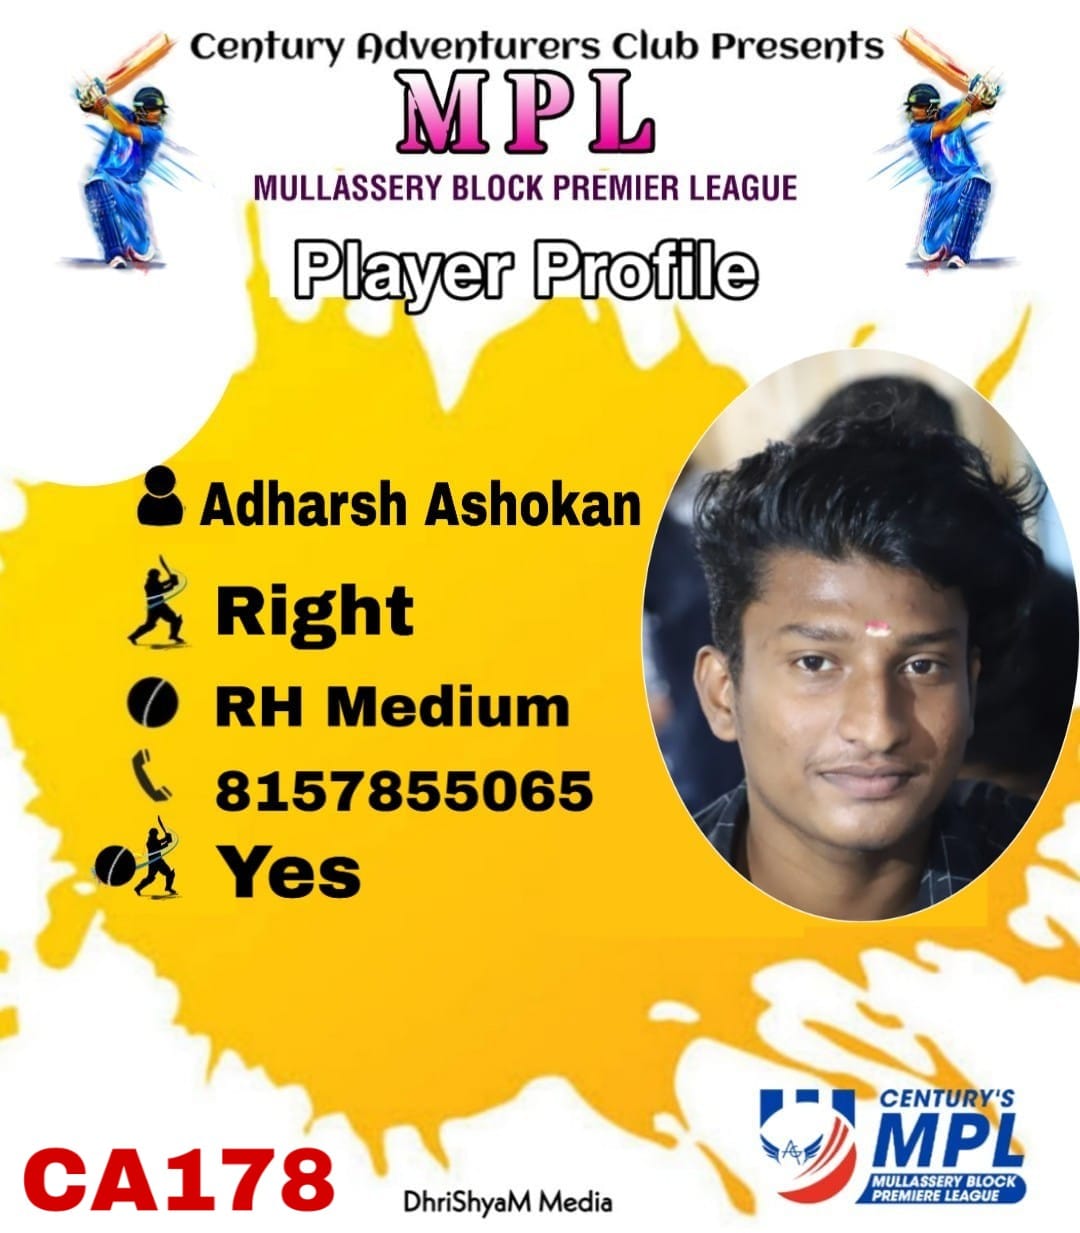 Century Adventurers Club Presents
MPL
MULLASSERY BLOCK PREMIER LEAGUE
Player Profile
Adharsh Ashokan
Right
RH Medium
8157855065
Yes
CA178
DhriShyaM Media
CENTURY'S
MPL
MULLASSERY BLOCK
PREMIERE LEAGUE